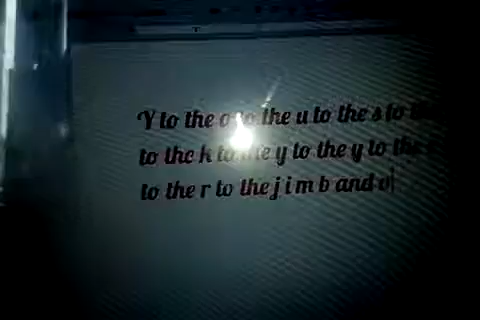 Y to the o to the u to the s to
to the k to the y to the y to the
to the r to the j i m b and o